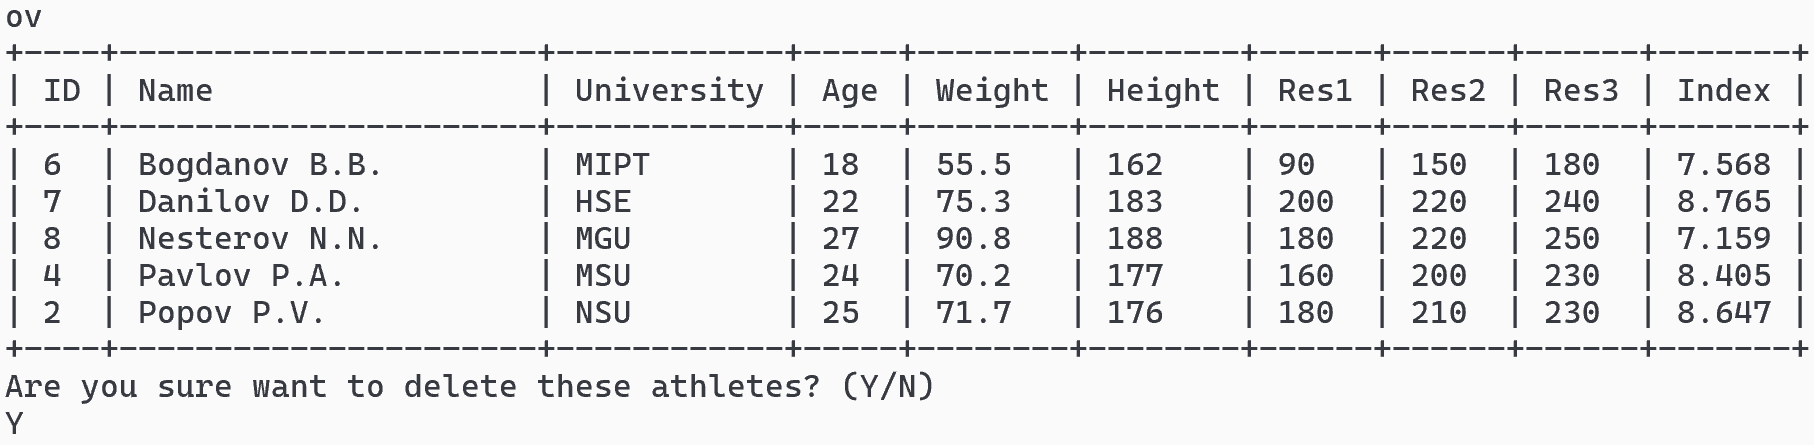 ov
+----+----------------------+------------+-----+--------+--------+------+------+------+-------+
| ID | Name                 | University | Age | Weight | Height | Res1 | Res2 | Res3 | Index |
+----+----------------------+------------+-----+--------+--------+------+------+------+-------+
| 6  | Bogdanov B.B.        | MIPT       | 18  | 55.5   | 162    | 90   | 150  | 180  | 7.568 |
| 7  | Danilov D.D.         | HSE        | 22  | 75.3   | 183    | 200  | 220  | 240  | 8.765 |
| 8  | Nesterov N.N.        | MGU        | 27  | 90.8   | 188    | 180  | 220  | 250  | 7.159 |
| 4  | Pavlov P.A.          | MSU        | 24  | 70.2   | 177    | 160  | 200  | 230  | 8.405 |
| 2  | Popov P.V.           | NSU        | 25  | 71.7   | 176    | 180  | 210  | 230  | 8.647 |
+----+----------------------+------------+-----+--------+--------+------+------+------+-------+
Are you sure want to delete these athletes? (Y/N)
Y